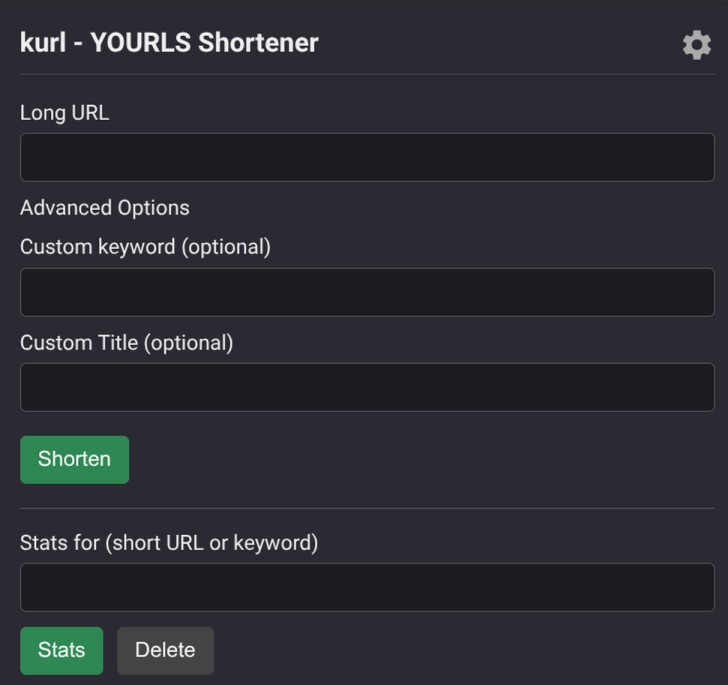 kurl - YOURLS Shortener
Long URL
Advanced Options
Custom keyword (optional)
Custom Title (optional)
Shorten
Stats for (short URL or keyword)
Stats
Delete